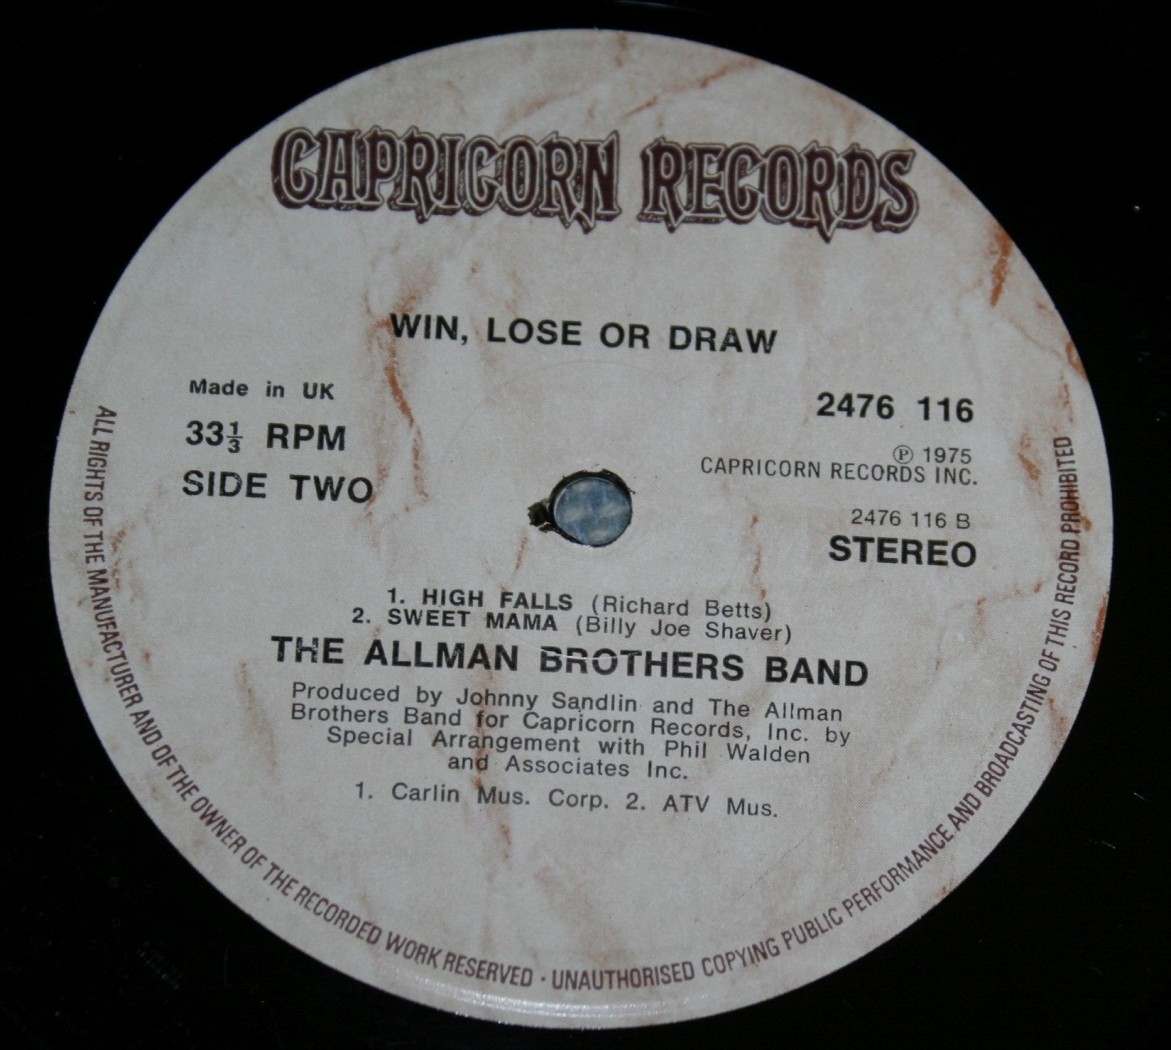 CAPRICORN RECORDS
WIN, LOSE OR DRAW
Made in UK
33⅓ RPM
SIDE TWO
2476 116
Ⓟ 1975
CAPRICORN RECORDS INC.
2476 116 B
STEREO
1. HIGH FALLS (Richard Betts)
2. SWEET MAMA (Billy Joe Shaver)
THE ALLMAN BROTHERS BAND
Produced by Johnny Sandlin and The Allman
Brothers Band for Capricorn Records, Inc. by
Special Arrangement with Phil Walden
and Associates Inc.
1. Carlin Mus. Corp. 2. ATV Mus.
ALL RIGHTS OF THE MANUFACTURER AND OF THE OWNER OF THE RECORDED WORK RESERVED · UNAUTHORISED COPYING PUBLIC PERFORMANCE AND BROADCASTING OF THIS RECORD PROHIBITED